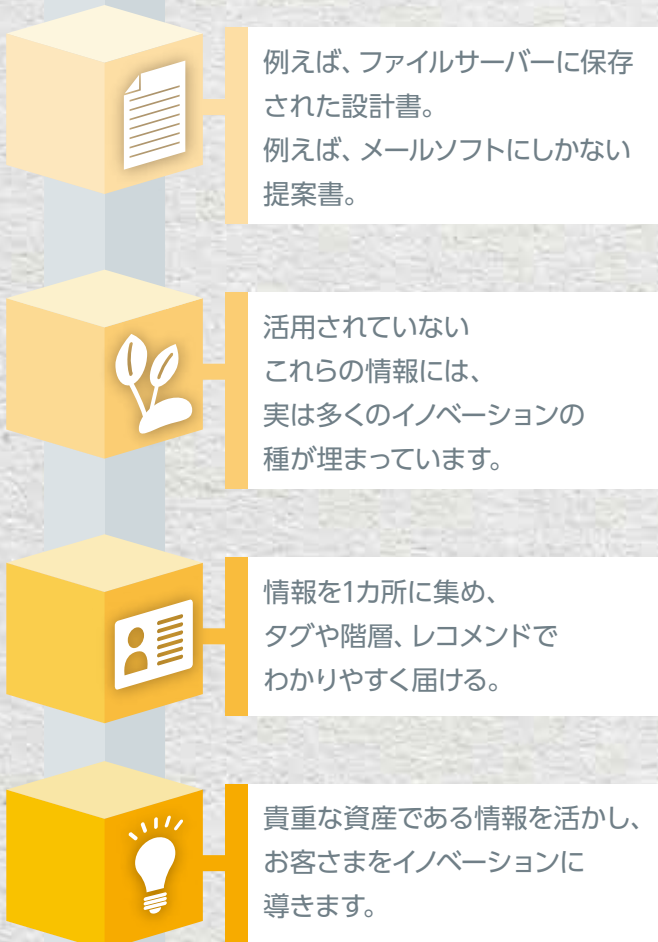 例えば、ファイルサーバーに保存
された設計書。
例えば、メールソフトにしかない
提案書。
活用されていない
これらの情報には、
実は多くのイノベーションの
種が埋まっています。
情報を1カ所に集め、
タグや階層、レコメンドで
わかりやすく届ける。
貴重な資産である情報を活かし、
お客さまをイノベーションに
導きます。